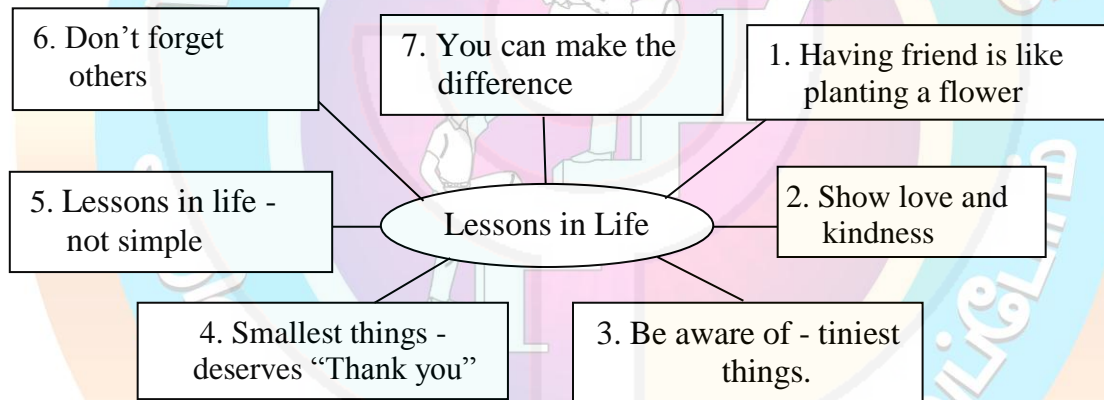 6. Don’t forget
others
7. You can make the
difference
1. Having friend is like
planting a flower
5. Lessons in life -
not simple
Lessons in Life
2. Show love and
kindness
4. Smallest things -
deserves “Thank you”
3. Be aware of - tiniest
things.